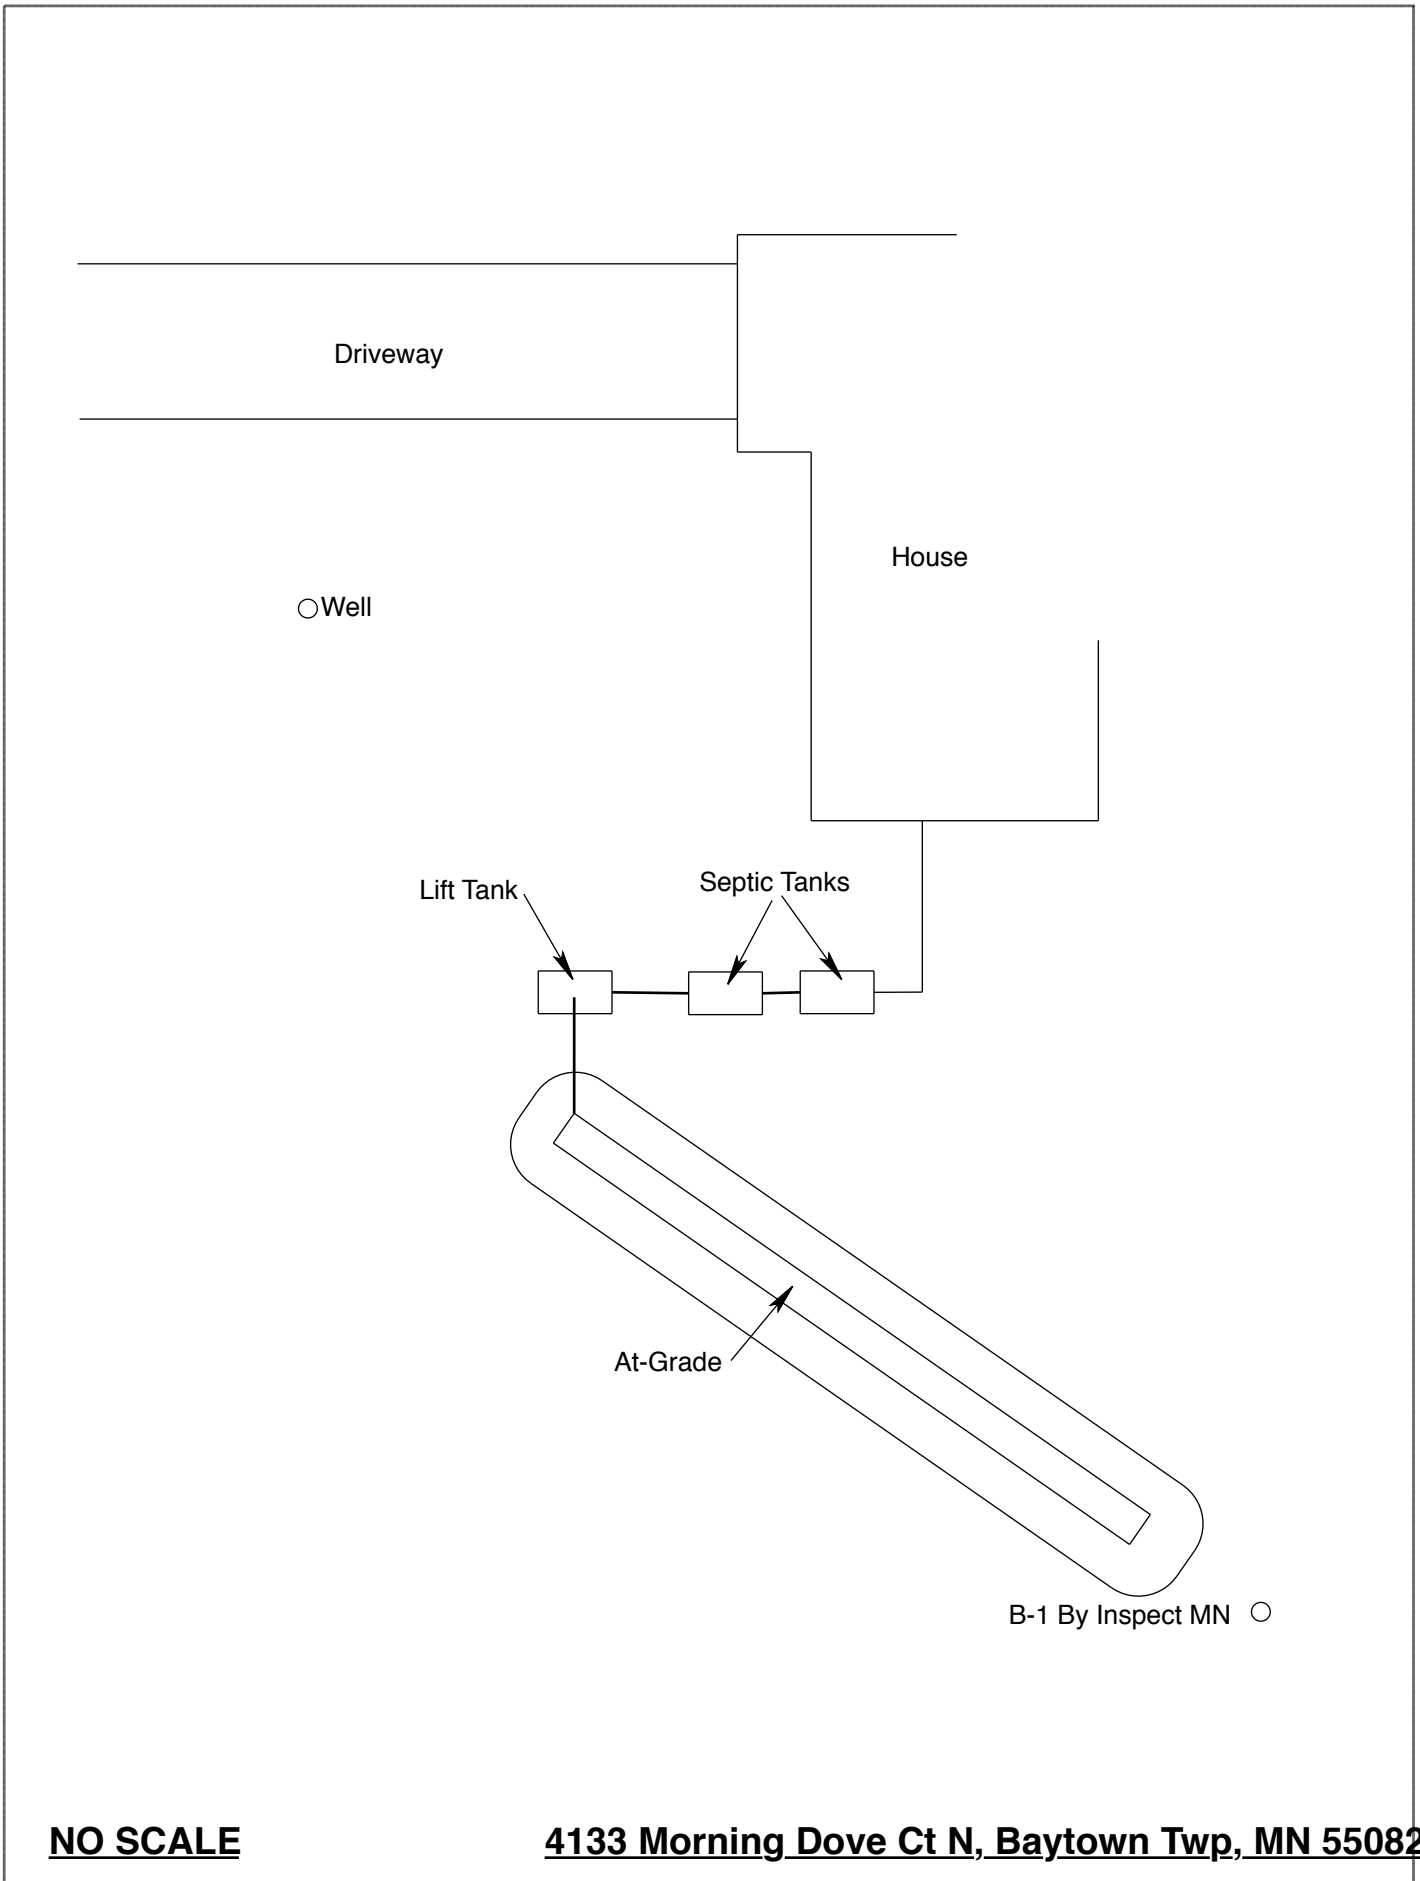 Driveway
House
Well
Septic Tanks
Lift Tank
At-Grade
B-1 By Inspect MN
NO SCALE
4133 Morning Dove Ct N, Baytown Twp, MN 55082